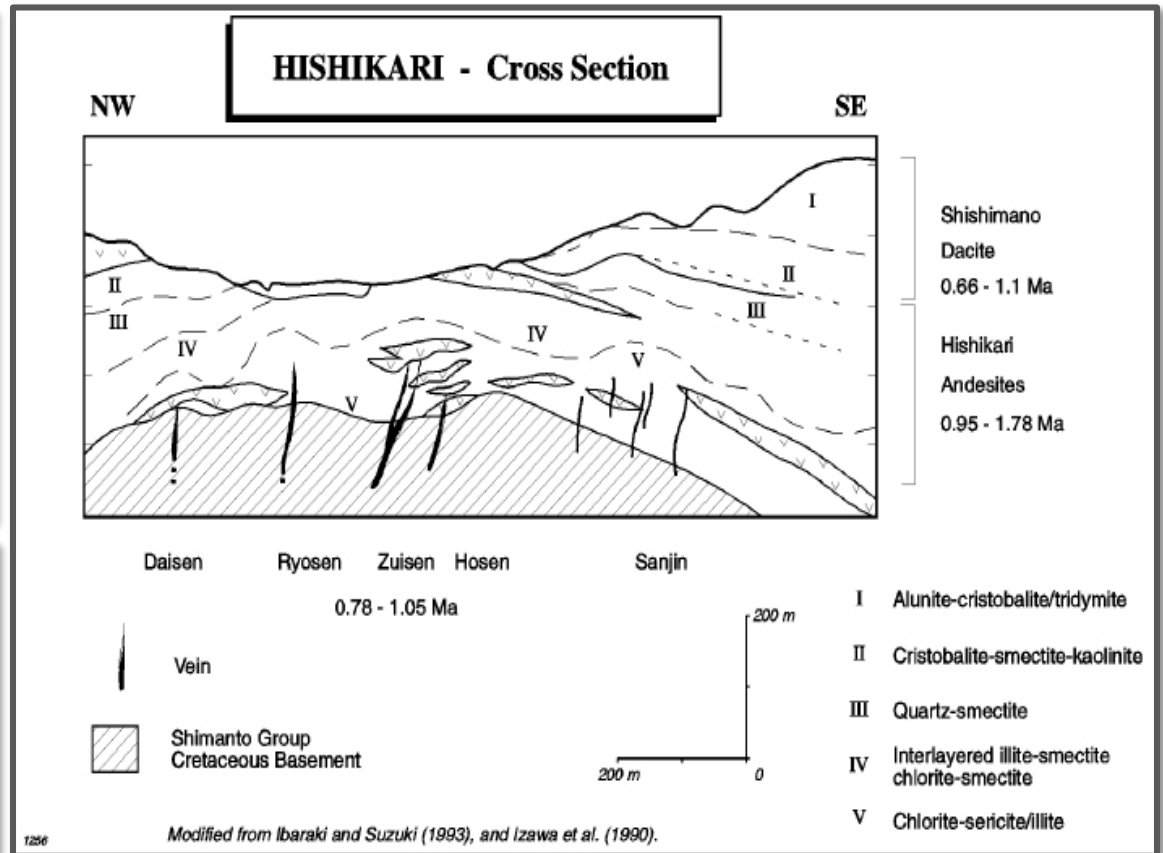 HISHIKARI - Cross Section
NW
SE
I
II
III
IV
V
II
III
IV
IV
V
Shishimano
Dacite
0.66 - 1.1 Ma
Hishikari
Andesites
0.95 - 1.78 Ma
Daisen Ryosen Zuisen Hosen Sanjin
0.78 - 1.05 Ma
Vein
Shimanto Group
Cretaceous Basement
200 m
200 m 0
I Alunite-cristobalite/tridymite
II Cristobalite-smectite-kaolinite
III Quartz-smectite
IV Interlayered illite-smectite
chlorite-smectite
V Chlorite-sericite/illite
1256
Modified from Ibaraki and Suzuki (1993), and Izawa et al. (1990).